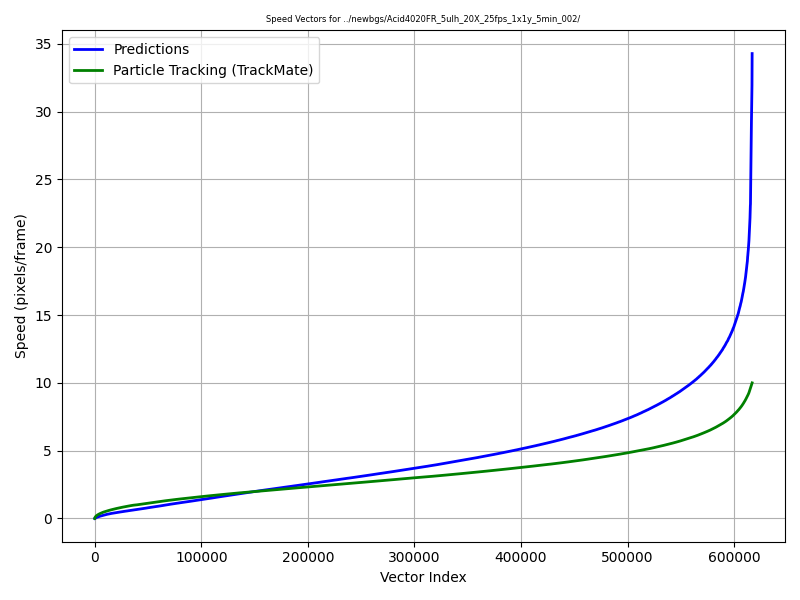 Speed Vectors for ../newbgs/Acid4020FR_5ulh_20X_25fps_1x1y_5min_002/
Predictions
Particle Tracking (TrackMate)
Speed (pixels/frame)
35
30
25
20
15
10
5
0
0 100000 200000 300000 400000 500000 600000
Vector Index